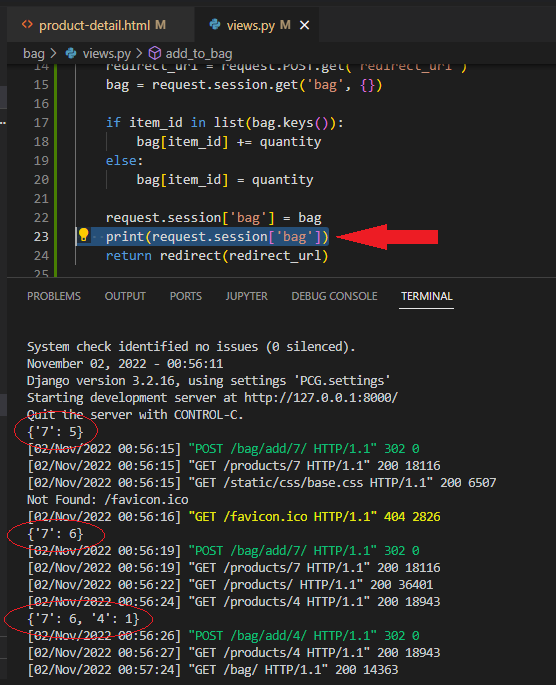 product-detail.html M
views.py M
bag > views.py > add_to_bag
14 redirect_url = request.POST.get('redirect_url')
15 bag = request.session.get('bag', {})
16
17 if item_id in list(bag.keys()):
18 bag[item_id] += quantity
19 else:
20 bag[item_id] = quantity
21
22 request.session['bag'] = bag
23 print(request.session['bag'])
24 return redirect(redirect_url)
25
PROBLEMS OUTPUT PORTS JUPYTER DEBUG CONSOLE TERMINAL
System check identified no issues (0 silenced).
November 02, 2022 - 00:56:11
Django version 3.2.16, using settings 'PCG.settings'
Starting development server at http://127.0.0.1:8000/
Quit the server with CONTROL-C.
{'7': 5}
[02/Nov/2022 00:56:15] "POST /bag/add/7/ HTTP/1.1" 302 0
[02/Nov/2022 00:56:15] "GET /products/7 HTTP/1.1" 200 18116
[02/Nov/2022 00:56:15] "GET /static/css/base.css HTTP/1.1" 200 6507
Not Found: /favicon.ico
[02/Nov/2022 00:56:16] "GET /favicon.ico HTTP/1.1" 404 2826
{'7': 6}
[02/Nov/2022 00:56:19] "POST /bag/add/7/ HTTP/1.1" 302 0
[02/Nov/2022 00:56:19] "GET /products/7 HTTP/1.1" 200 18116
[02/Nov/2022 00:56:22] "GET /products/ HTTP/1.1" 200 36401
[02/Nov/2022 00:56:24] "GET /products/4 HTTP/1.1" 200 18943
{'7': 6, '4': 1}
[02/Nov/2022 00:56:26] "POST /bag/add/4/ HTTP/1.1" 302 0
[02/Nov/2022 00:56:27] "GET /products/4 HTTP/1.1" 200 18943
[02/Nov/2022 00:57:24] "GET /bag/ HTTP/1.1" 200 14363